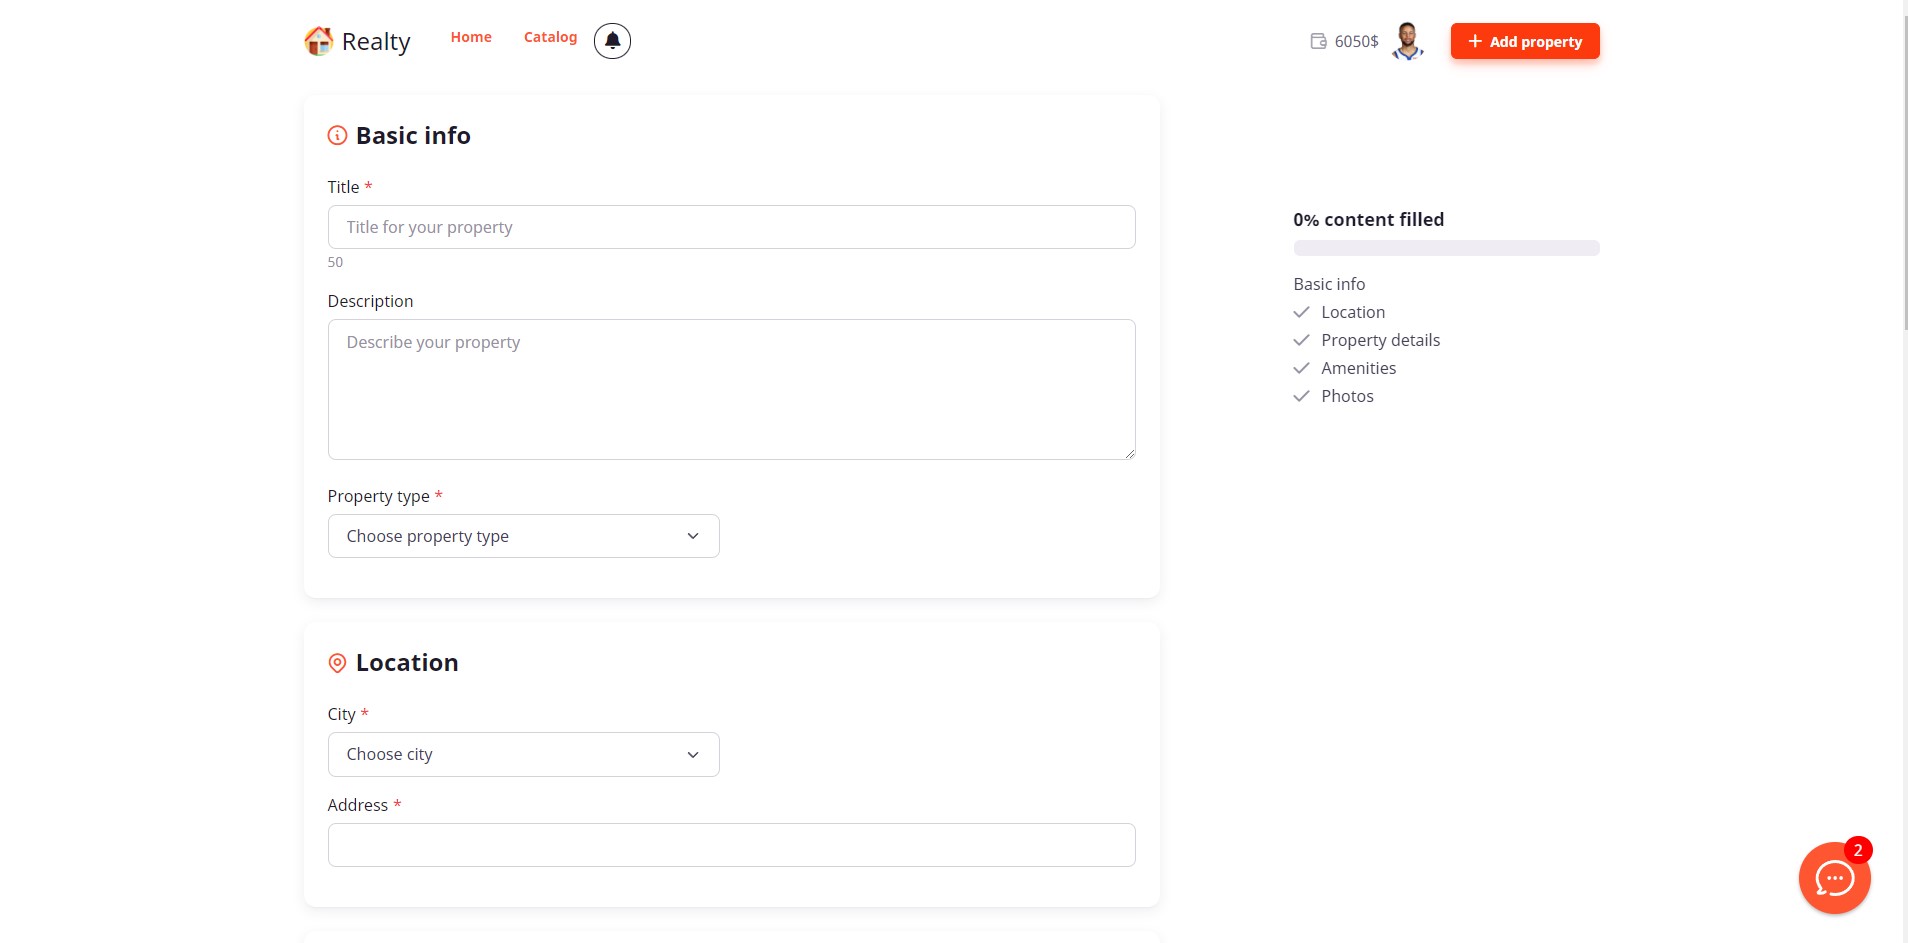 Realty
Home
Catalog
6050$
Add property
Basic info
Title *
Title for your property
50
Description
Describe your property
Property type *
Choose property type
0% content filled
Basic info
Location
Property details
Amenities
Photos
Location
City *
Choose city
Address *
2